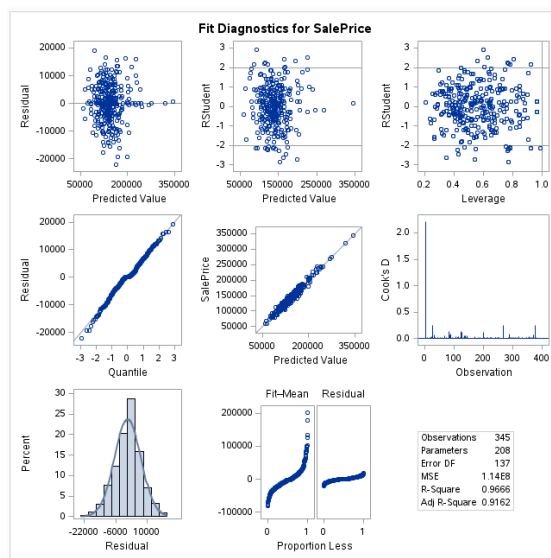 Fit Diagnostics for SalePrice
20000
10000
0
-10000
-20000
Residual
50000 200000 350000
Predicted Value
3
2
1
0
-1
-2
-3
RStudent
50000 150000 250000 350000
Predicted Value
3
2
1
0
-1
-2
-3
RStudent
0.2 0.4 0.6 0.8 1.0
Leverage
20000
10000
0
-10000
-20000
Residual
-3 -2 -1 0 1 2 3
Quantile
350000
300000
250000
200000
150000
100000
50000
SalePrice
50000 200000 350000
Predicted Value
2.0
1.5
1.0
0.5
0.0
Cook's D
0 100 200 300 400
Observation
30
25
20
15
10
5
0
Percent
-22000 -6000 10000
Residual
Fit–Mean Residual
200000
100000
0
-100000
0 1 0 1
Proportion Less
Observations 345
Parameters 208
Error DF 137
MSE 1.14E8
R-Square 0.9666
Adj R-Square 0.9162